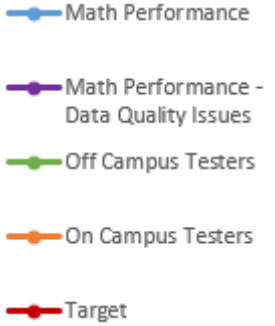 Math Performance
Math Performance -
Data Quality Issues
Off Campus Testers
On Campus Testers
Target